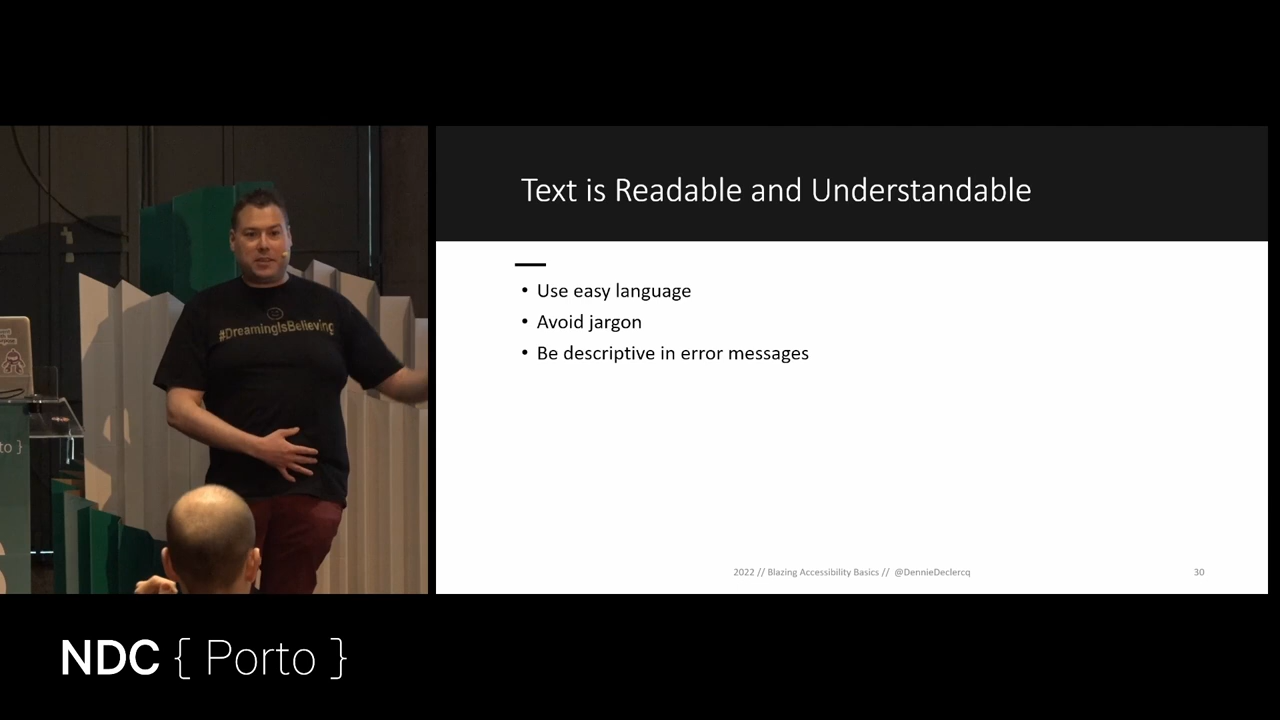 #DreamingIsBelieving
to }
Text is Readable and Understandable
• Use easy language
• Avoid jargon
• Be descriptive in error messages
2022 // Blazing Accessibility Basics // @DennieDeclercq
30
NDC { Porto }